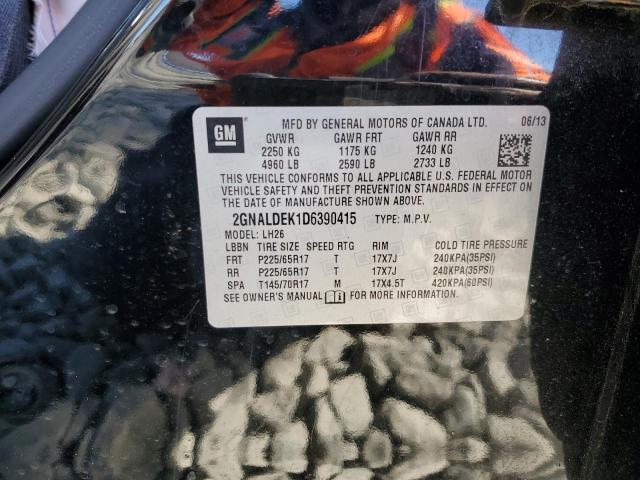 GM
MFD BY GENERAL MOTORS OF CANADA LTD. 06/13
GVWR GAWR FRT GAWR RR
2250 KG 1175 KG 1240 KG
4960 LB 2590 LB 2733 LB
THIS VEHICLE CONFORMS TO ALL APPLICABLE U.S. FEDERAL MOTOR
VEHICLE SAFETY AND THEFT PREVENTION STANDARDS IN EFFECT ON
THE DATE OF MANUFACTURE SHOWN ABOVE.
2GNALDEK1D6390415 TYPE: M.P.V.
MODEL: LH26
LBBN TIRE SIZE SPEED RTG RIM COLD TIRE PRESSURE
FRT P225/65R17 T 17X7J 240KPA(35PSI)
RR P225/65R17 T 17X7J 240KPA(35PSI)
SPA T145/70R17 M 17X4.5T 420KPA(60PSI)
SEE OWNER'S MANUAL FOR MORE INFORMATION.